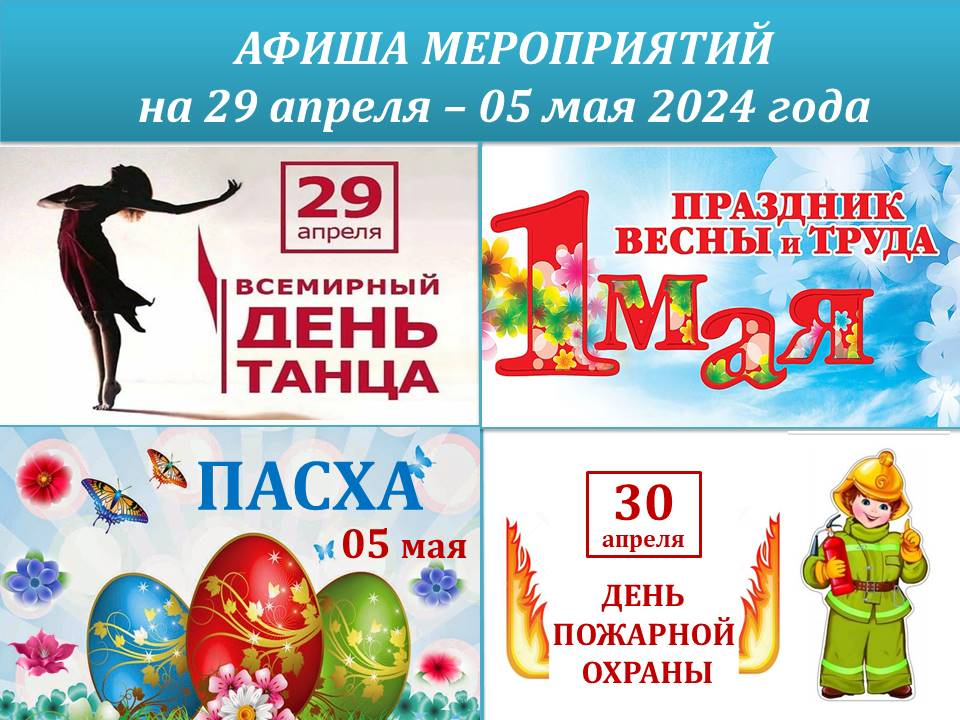 АФИША МЕРОПРИЯТИЙ
на 29 апреля – 05 мая 2024 года
29
апреля
ВСЕМИРНЫЙ
ДЕНЬ
ТАНЦА
ПРАЗДНИК
ВЕСНЫ и ТРУДА
1 мая
ПАСХА
05 мая
30
апреля
ДЕНЬ
ПОЖАРНОЙ
ОХРАНЫ